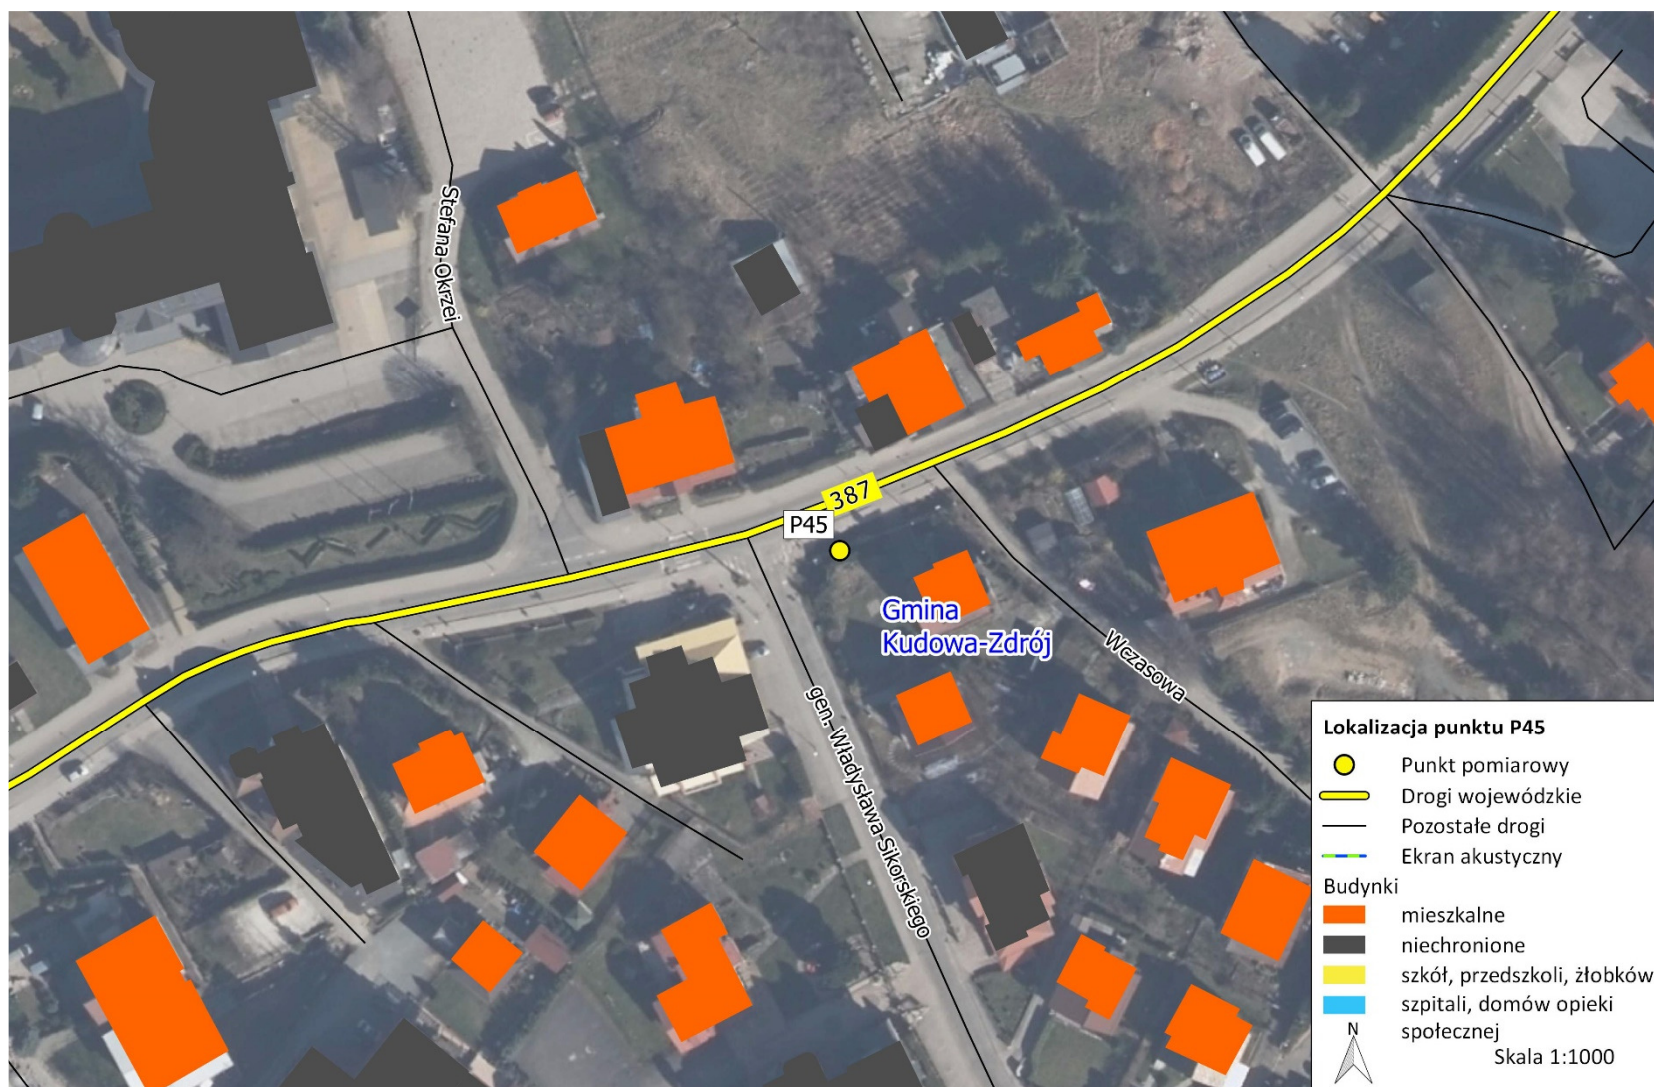 Stefana Okrzei
387
P45
Gmina
Kudowa-Zdrój
Wczasowa
gen. Władysława Sikorskiego
Lokalizacja punktu P45
Punkt pomiarowy
Drogi wojewódzkie
Pozostałe drogi
Ekran akustyczny
Budynki
mieszkalne
niechronione
szkół, przedszkoli, żłobków
szpitali, domów opieki
społecznej
N
Skala 1:1000